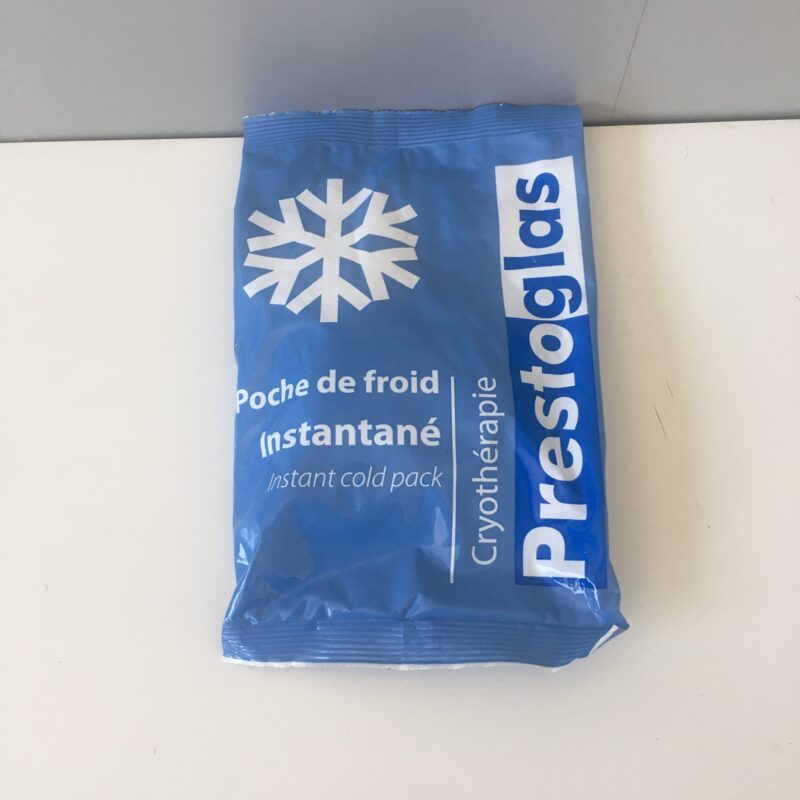 Poche de froid
Instantané
Instant cold pack
Cryothérapie
Prestoglas